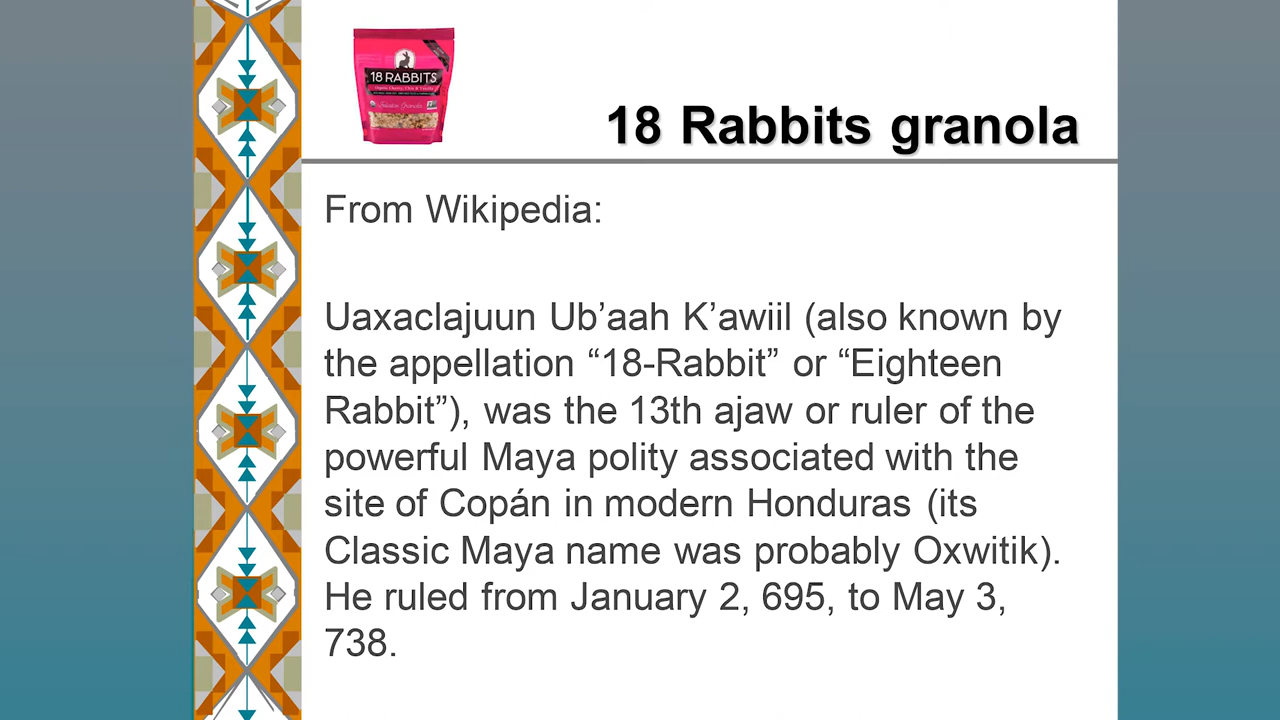 18 RABBITS
18 Rabbits granola
From Wikipedia:
Uaxaclajuun Ub’aah K’awiil (also known by
the appellation “18-Rabbit” or “Eighteen
Rabbit”), was the 13th ajaw or ruler of the
powerful Maya polity associated with the
site of Copán in modern Honduras (its
Classic Maya name was probably Oxwitik).
He ruled from January 2, 695, to May 3,
738.